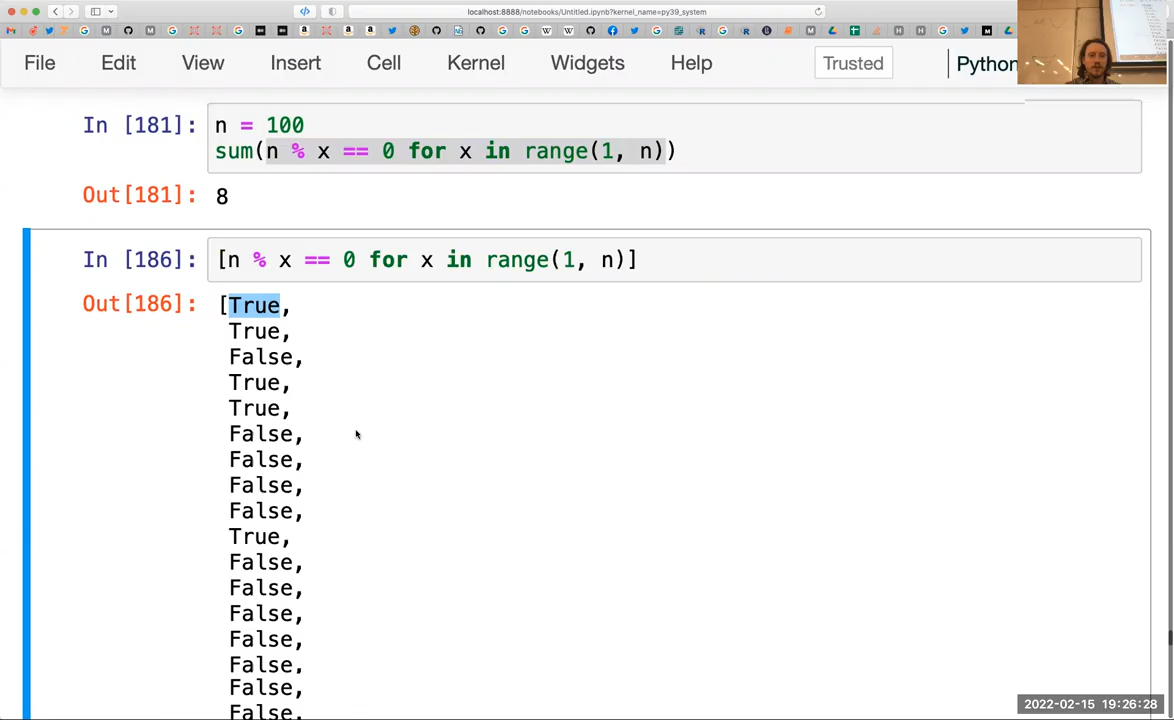 localhost:8888/notebooks/Untitled.ipynb?kernel_name=py39_system
File Edit View Insert Cell Kernel Widgets Help Trusted Python
In [181]: n = 100
sum(n % x == 0 for x in range(1, n))
Out[181]: 8
In [186]: [n % x == 0 for x in range(1, n)]
Out[186]: [True,
True,
False,
True,
True,
False,
False,
False,
False,
True,
False,
False,
False,
False,
False,
False,
False,
2022-02-15 19:26:28